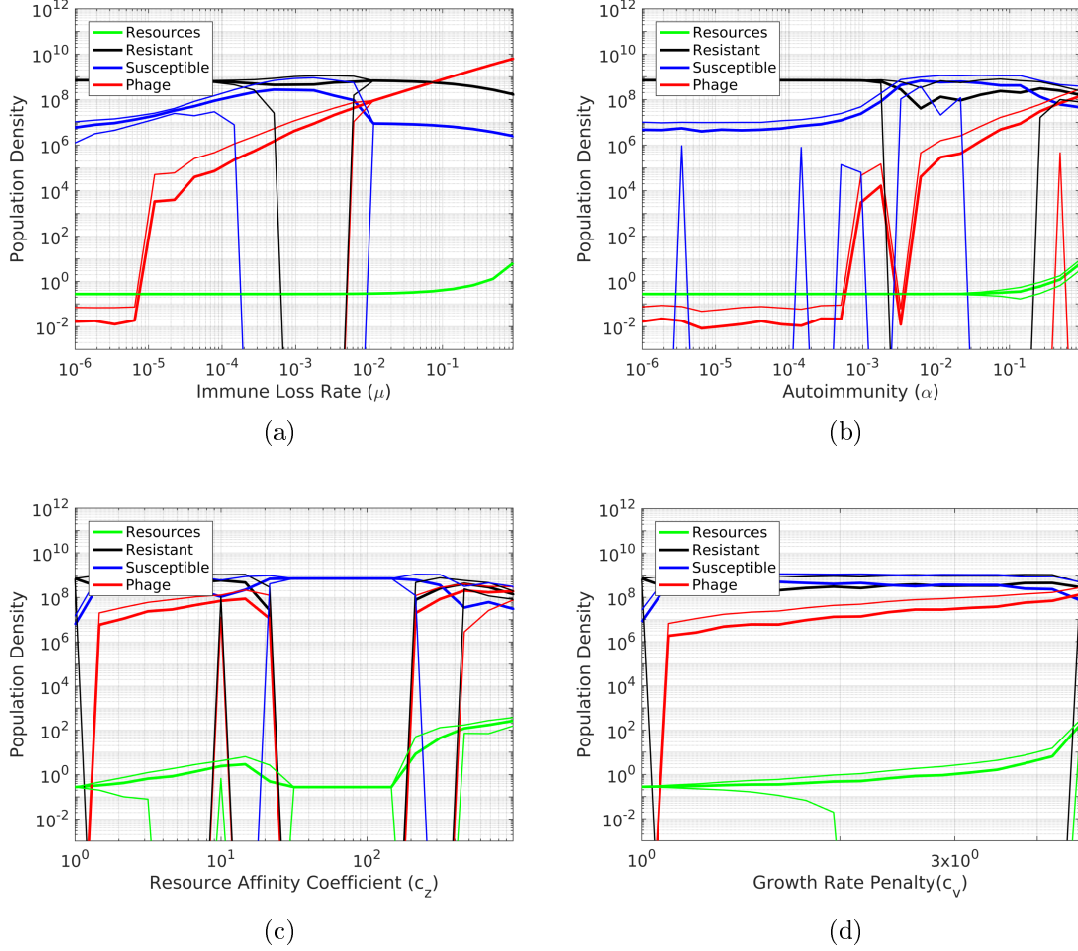 10^12
10^10
10^8
10^6
10^4
10^2
10^0
10^-2
Population Density
Resources
Resistant
Susceptible
Phage
10^-6
10^-5
10^-4
10^-3
10^-2
10^-1
Immune Loss Rate (μ)
(a)
10^12
10^10
10^8
10^6
10^4
10^2
10^0
10^-2
Population Density
Resources
Resistant
Susceptible
Phage
10^-6
10^-5
10^-4
10^-3
10^-2
10^-1
Autoimmunity (α)
(b)
10^12
10^10
10^8
10^6
10^4
10^2
10^0
10^-2
Population Density
Resources
Resistant
Susceptible
Phage
10^0
10^1
10^2
Resource Affinity Coefficient (c_z)
(c)
10^12
10^10
10^8
10^6
10^4
10^2
10^0
10^-2
Population Density
Resources
Resistant
Susceptible
Phage
10^0
3x10^0
Growth Rate Penalty(c_v)
(d)